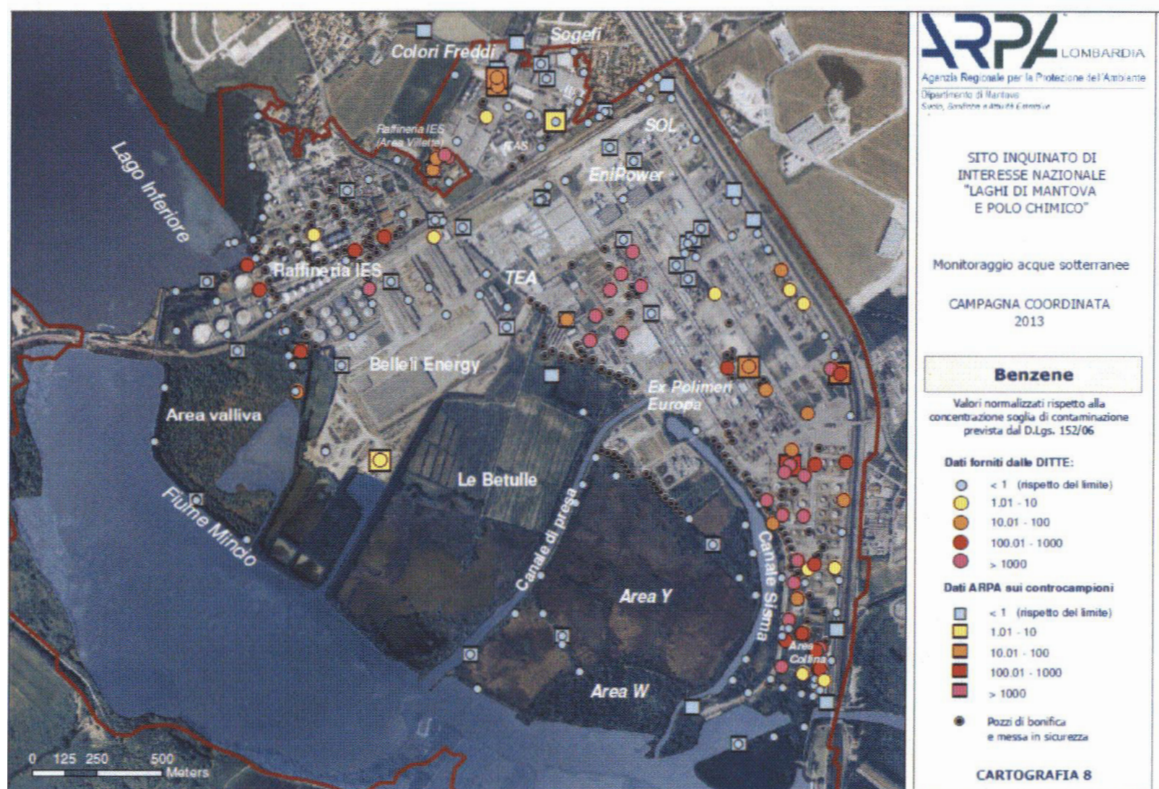 Colori Freddi
Sogefi
Raffineria IES
(Area Villette)
SOL
EniPower
Lago Inferiore
Raffineria IES
TEA
Belleli Energy
Ex Polimeri
Europa
Area valliva
Le Betulle
Fiume Mincio
Canale di presa
Canale Sisma
Area Y
Area W
Area
Collina
0 125 250 500
Meters
ARPA LOMBARDIA
Agenzia Regionale per la Protezione dell'Ambiente
Dipartimento di Mantova
SITO INQUINATO DI
INTERESSE NAZIONALE
"LAGHI DI MANTOVA
E POLO CHIMICO"
Monitoraggio acque sotterranee
CAMPAGNA COORDINATA
2013
Benzene
Valori normalizzati rispetto alla
concentrazione soglia di contaminazione
prevista dal D.Lgs. 152/06
Dati forniti dalle DITTE:
< 1 (rispetto del limite)
1.01 - 10
10.01 - 100
100.01 - 1000
> 1000
Dati ARPA sui controcampioni
< 1 (rispetto del limite)
1.01 - 10
10.01 - 100
100.01 - 1000
> 1000
Pozzi di bonifica
e messa in sicurezza
CARTOGRAFIA 8